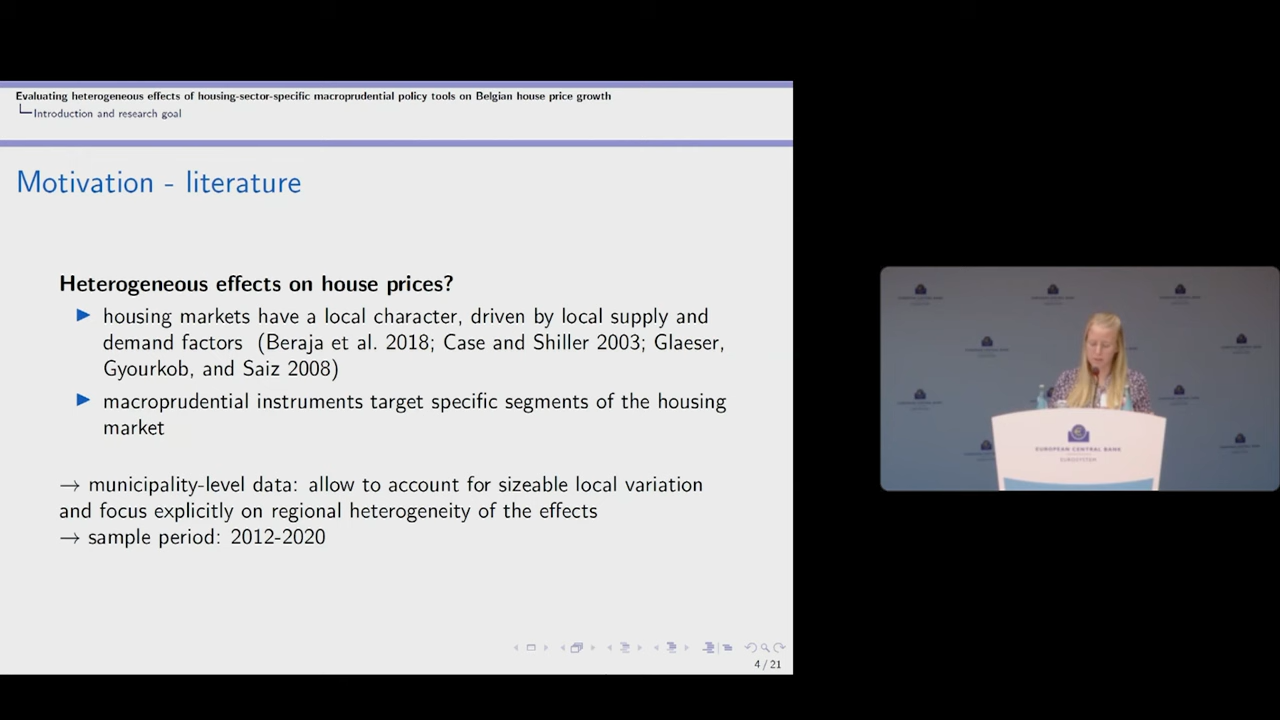 Evaluating heterogeneous effects of housing-sector-specific macroprudential policy tools on Belgian house price growth
Introduction and research goal
Motivation - literature
Heterogeneous effects on house prices?
▶ housing markets have a local character, driven by local supply and
demand factors (Beraja et al. 2018; Case and Shiller 2003; Glaeser,
Gyourkob, and Saiz 2008)
▶ macroprudential instruments target specific segments of the housing
market
→ municipality-level data: allow to account for sizeable local variation
and focus explicitly on regional heterogeneity of the effects
→ sample period: 2012-2020
4 / 21
EUROPEAN CENTRAL BANK
EUROSYSTEM